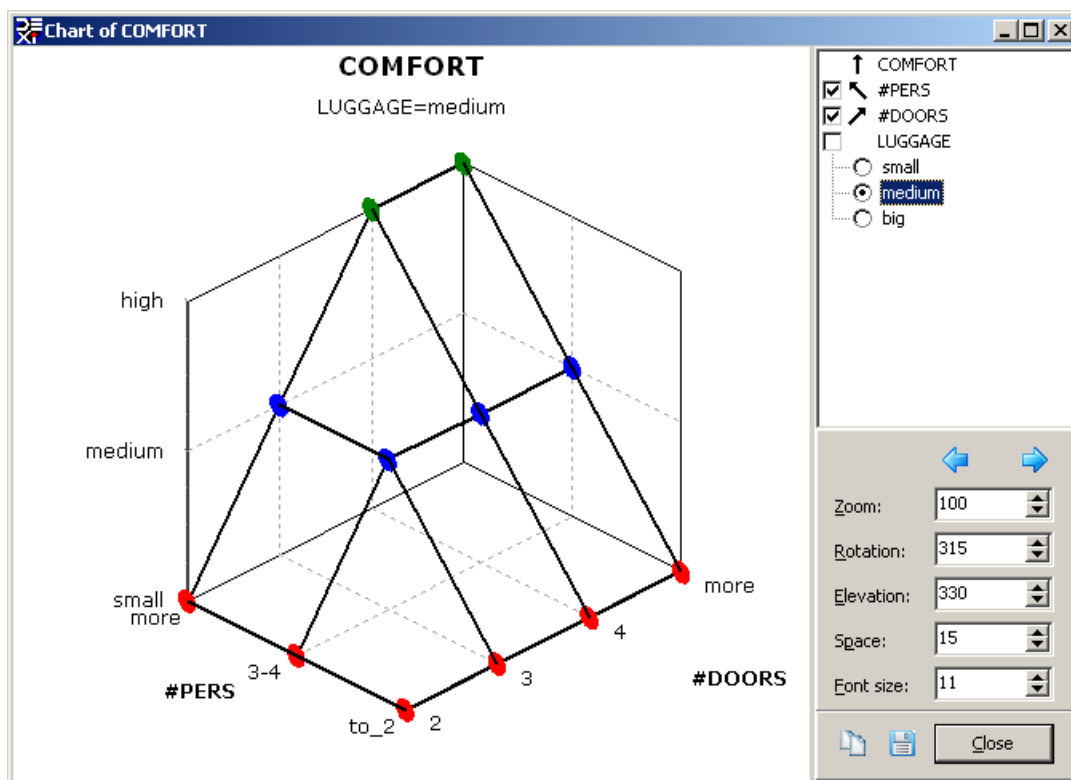 Chart of COMFORT
COMFORT
LUGGAGE=medium
high
medium
small
more
3-4
#PERS
to_2
2
3
4
more
#DOORS
COMFORT
#PERS
#DOORS
LUGGAGE
small
medium
big
Zoom: 100
Rotation: 315
Elevation: 330
Space: 15
Font size: 11
Close